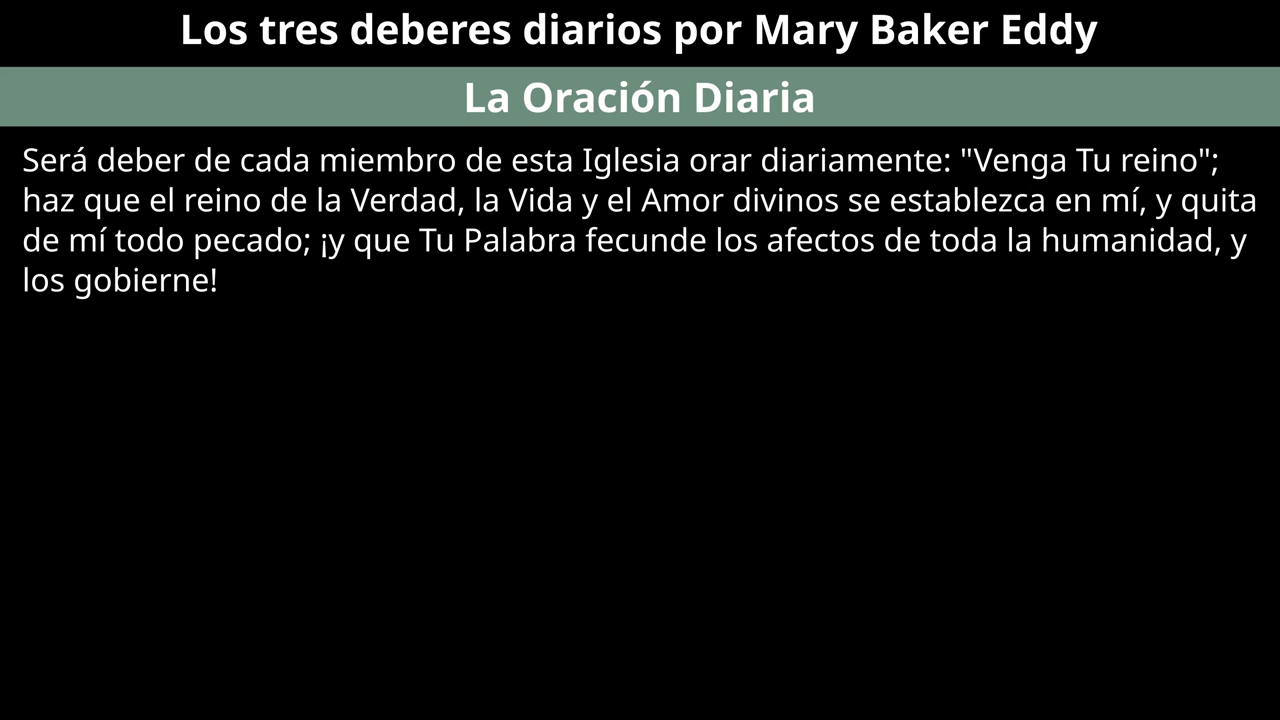 Los tres deberes diarios por Mary Baker Eddy
La Oración Diaria
Será deber de cada miembro de esta Iglesia orar diariamente: "Venga Tu reino";
haz que el reino de la Verdad, la Vida y el Amor divinos se establezca en mí, y quita
de mí todo pecado; ¡y que Tu Palabra fecunde los afectos de toda la humanidad, y
los gobierne!